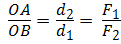 OA/OB = d₂/d₁ = F₁/F₂